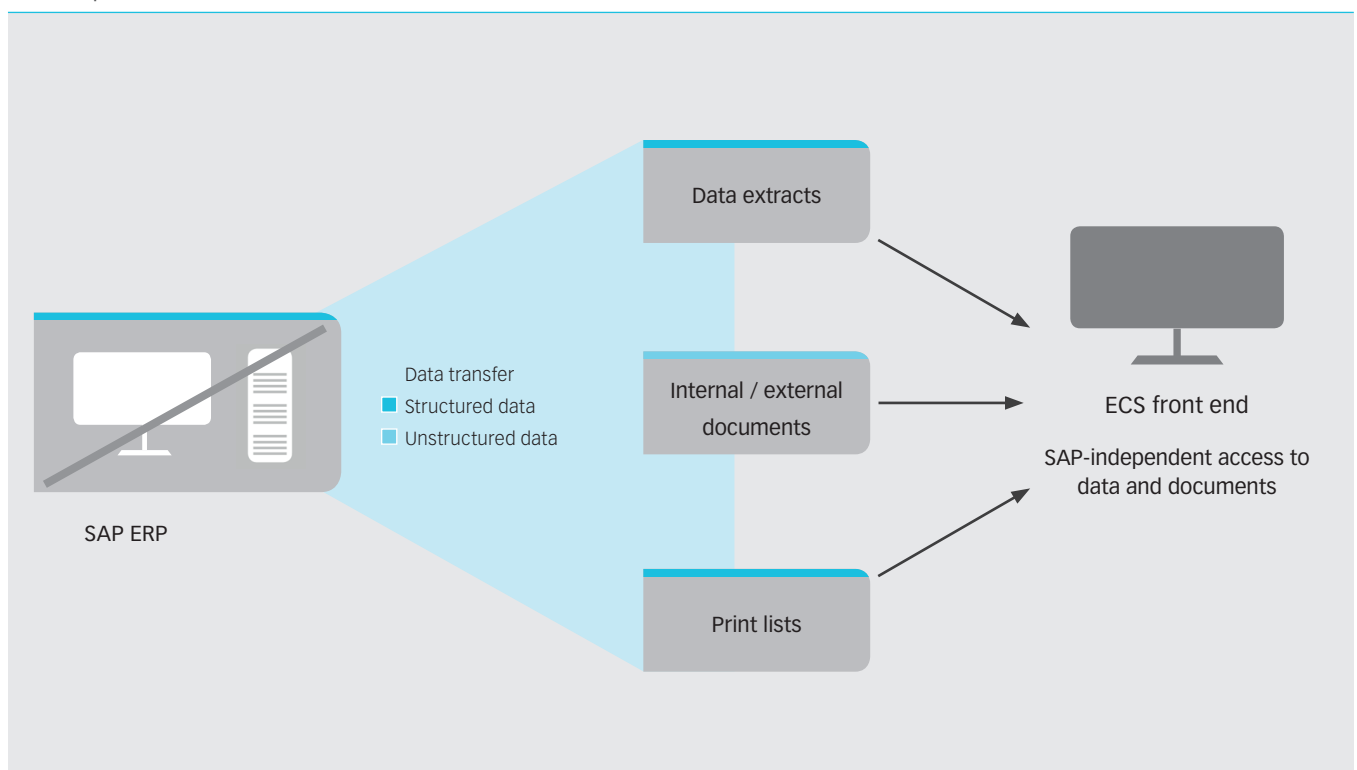 Data extracts
Data transfer
Structured data
Unstructured data
Internal / external
documents
ECS front end
SAP-independent access to
data and documents
SAP ERP
Print lists